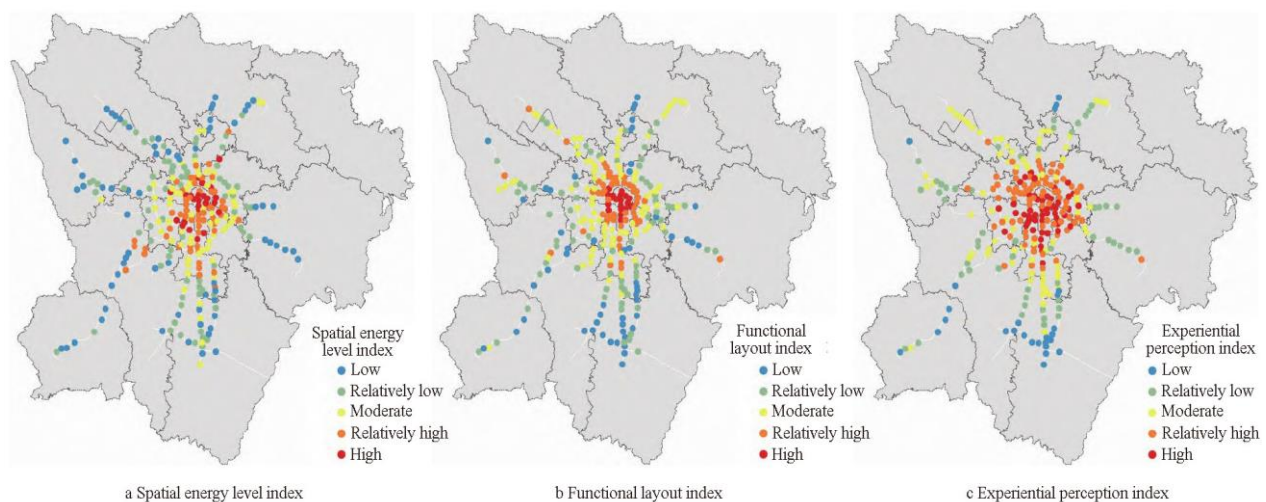 Spatial energy
level index
Low
Relatively low
Moderate
Relatively high
High
a Spatial energy level index
Functional
layout index
Low
Relatively low
Moderate
Relatively high
High
b Functional layout index
Experiential
perception index
Low
Relatively low
Moderate
Relatively high
High
c Experiential perception index